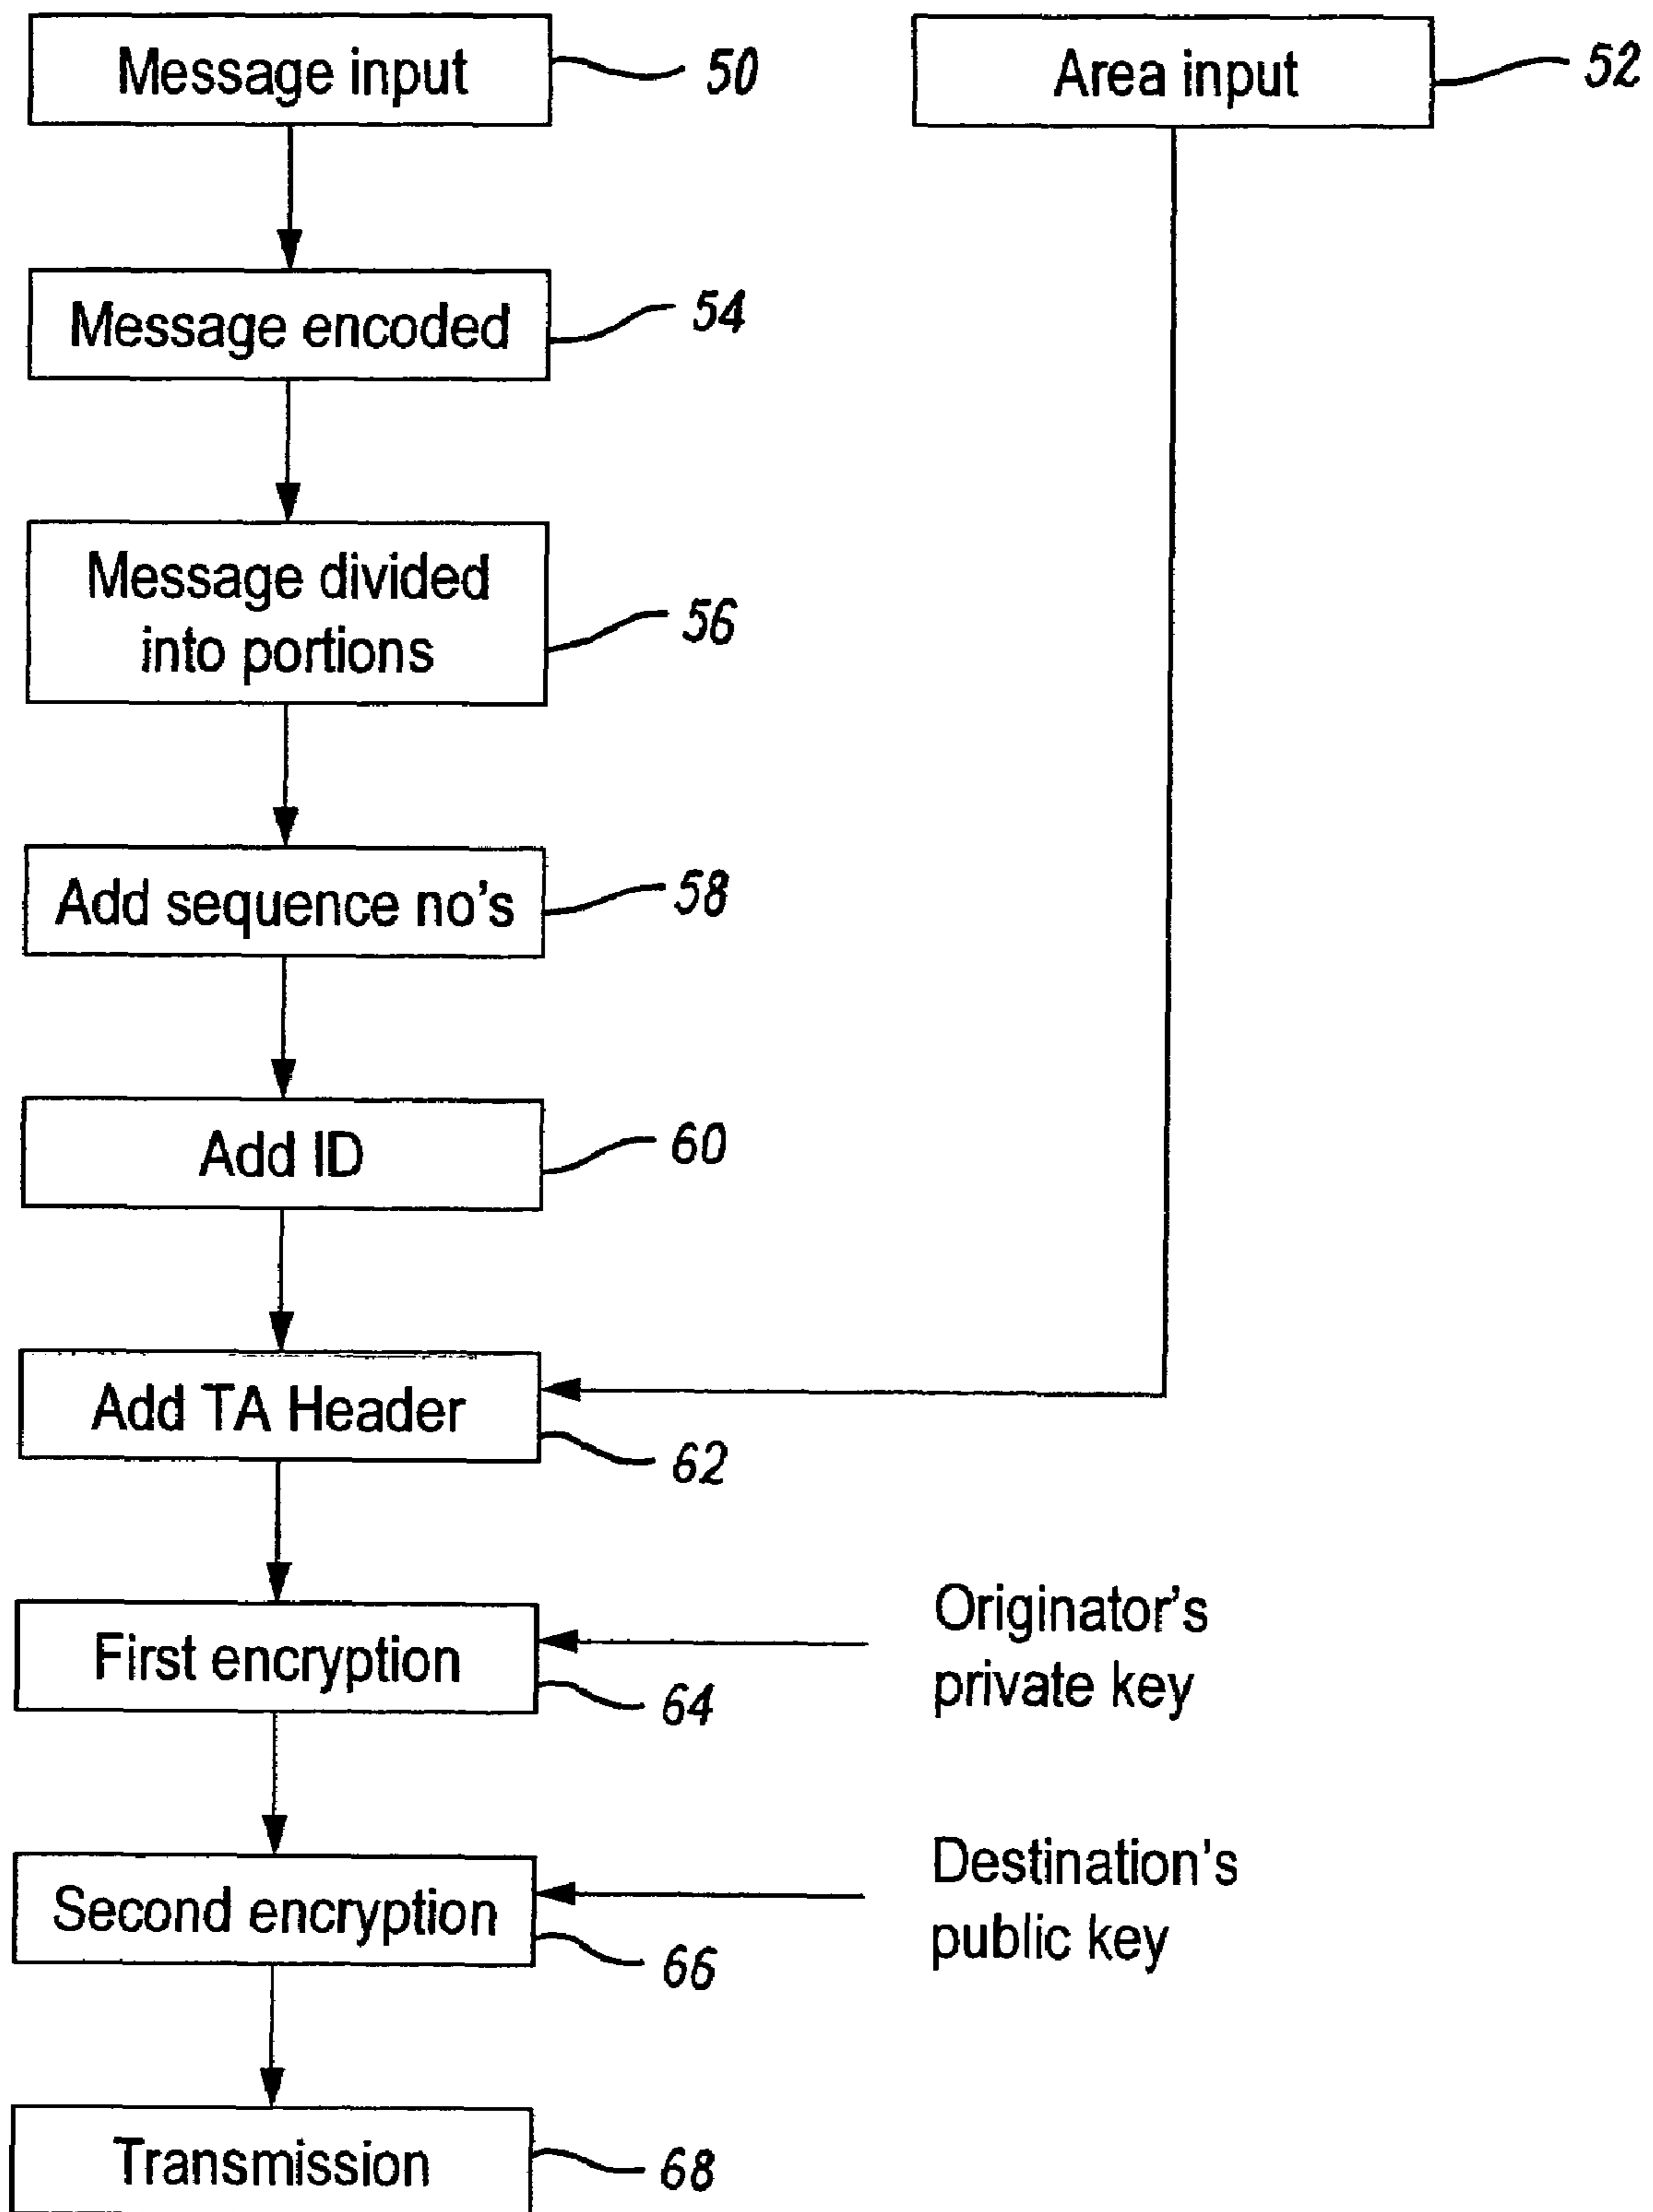 Message input
50
Area input
52
Message encoded
54
Message divided
into portions
56
Add sequence no's
58
Add ID
60
Add TA Header
62
First encryption
64
Originator's
private key
Second encryption
66
Destination's
public key
Transmission
68